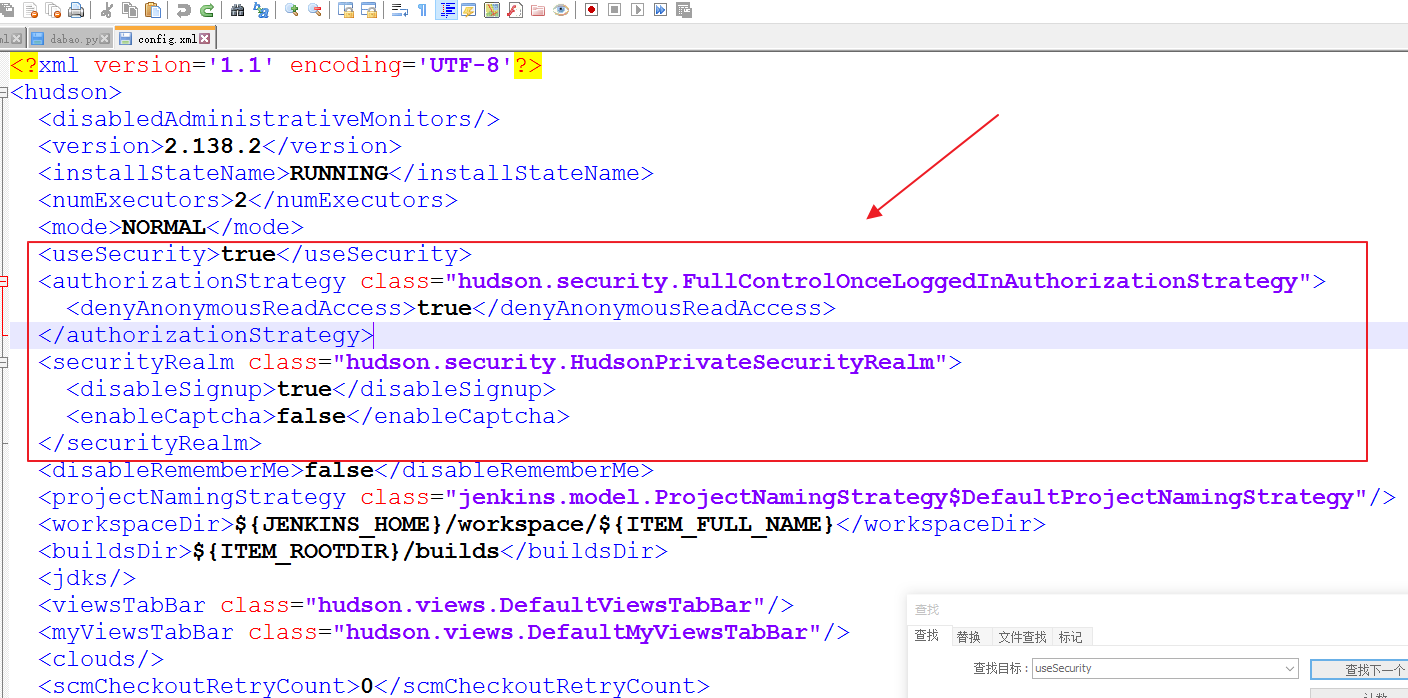 ml
dabao.py
config.xml
<?xml version='1.1' encoding='UTF-8'?>
<hudson>
<disabledAdministrativeMonitors/>
<version>2.138.2</version>
<installStateName>RUNNING</installStateName>
<numExecutors>2</numExecutors>
<mode>NORMAL</mode>
<useSecurity>true</useSecurity>
<authorizationStrategy class="hudson.security.FullControlOnceLoggedInAuthorizationStrategy">
<denyAnonymousReadAccess>true</denyAnonymousReadAccess>
</authorizationStrategy>
<securityRealm class="hudson.security.HudsonPrivateSecurityRealm">
<disableSignup>true</disableSignup>
<enableCaptcha>false</enableCaptcha>
</securityRealm>
<disableRememberMe>false</disableRememberMe>
<projectNamingStrategy class="jenkins.model.ProjectNamingStrategy$DefaultProjectNamingStrategy"/>
<workspaceDir>${JENKINS_HOME}/workspace/${ITEM_FULL_NAME}</workspaceDir>
<buildsDir>${ITEM_ROOTDIR}/builds</buildsDir>
<jdks/>
<viewsTabBar class="hudson.views.DefaultViewsTabBar"/>
<myViewsTabBar class="hudson.views.DefaultMyViewsTabBar"/>
<clouds/>
<scmCheckoutRetryCount>0</scmCheckoutRetryCount>
查找
查找 替换 文件查找 标记
查找目标: useSecurity
查找下一个